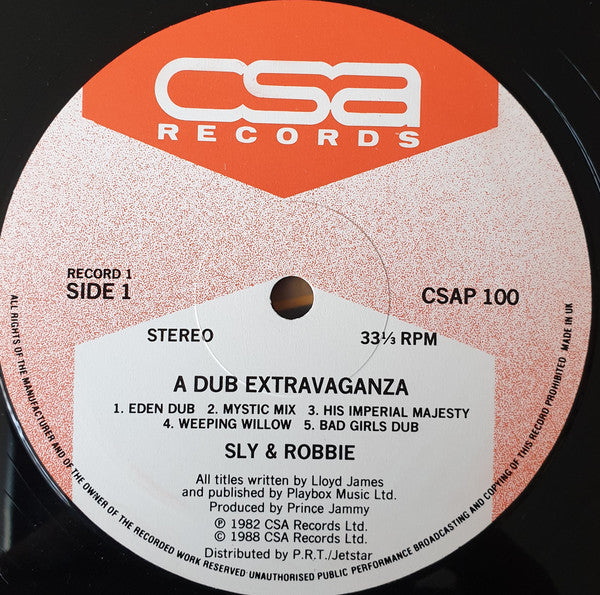 csa
RECORDS
RECORD 1
SIDE 1
CSAP 100
STEREO
33⅓ RPM
A DUB EXTRAVAGANZA
1. EDEN DUB 2. MYSTIC MIX 3. HIS IMPERIAL MAJESTY
4. WEEPING WILLOW 5. BAD GIRLS DUB
SLY & ROBBIE
All titles written by Lloyd James
and published by Playbox Music Ltd.
Produced by Prince Jammy
℗ 1982 CSA Records Ltd.
© 1988 CSA Records Ltd.
Distributed by P.R.T./Jetstar
ALL RIGHTS OF THE MANUFACTURER AND OF THE OWNER OF THE RECORDED WORK RESERVED·UNAUTHORISED PUBLIC PERFORMANCE BROADCASTING AND COPYING OF THIS RECORD PROHIBITED MADE IN UK